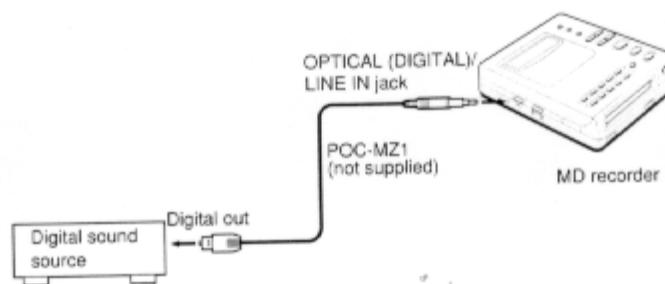 OPTICAL (DIGITAL)/
LINE IN jack
POC-MZ1
(not supplied)
MD recorder
Digital out
Digital sound
source